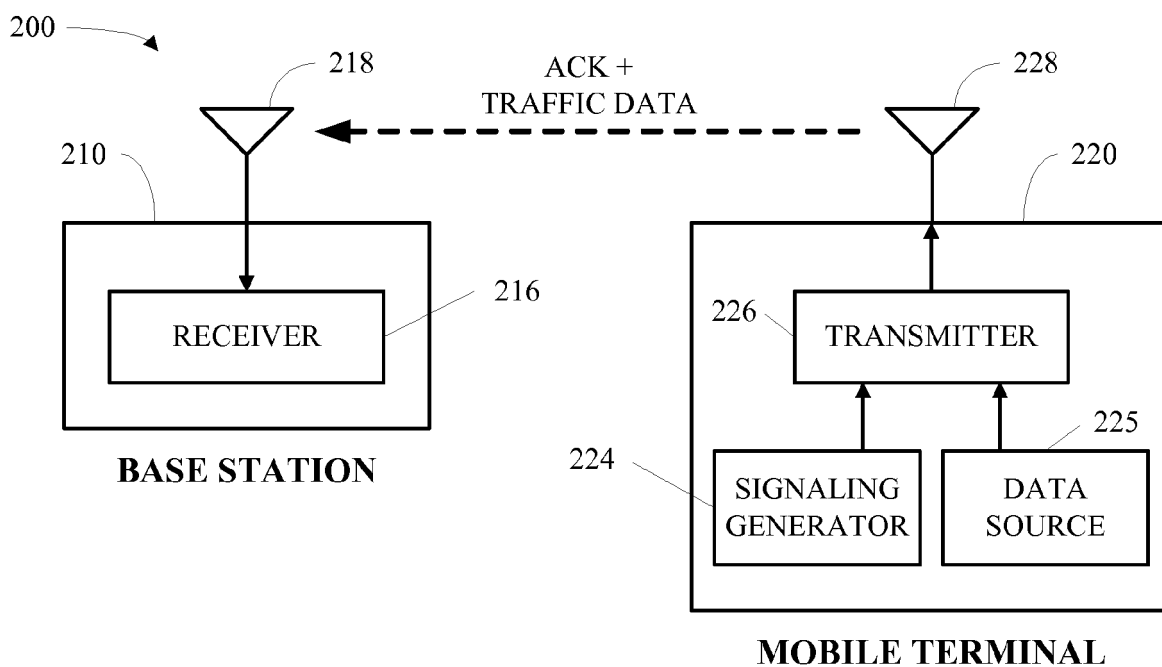 200
218
ACK +
TRAFFIC DATA
228
210
220
216
RECEIVER
226
TRANSMITTER
BASE STATION
224
225
SIGNALING
GENERATOR
DATA
SOURCE
MOBILE TERMINAL